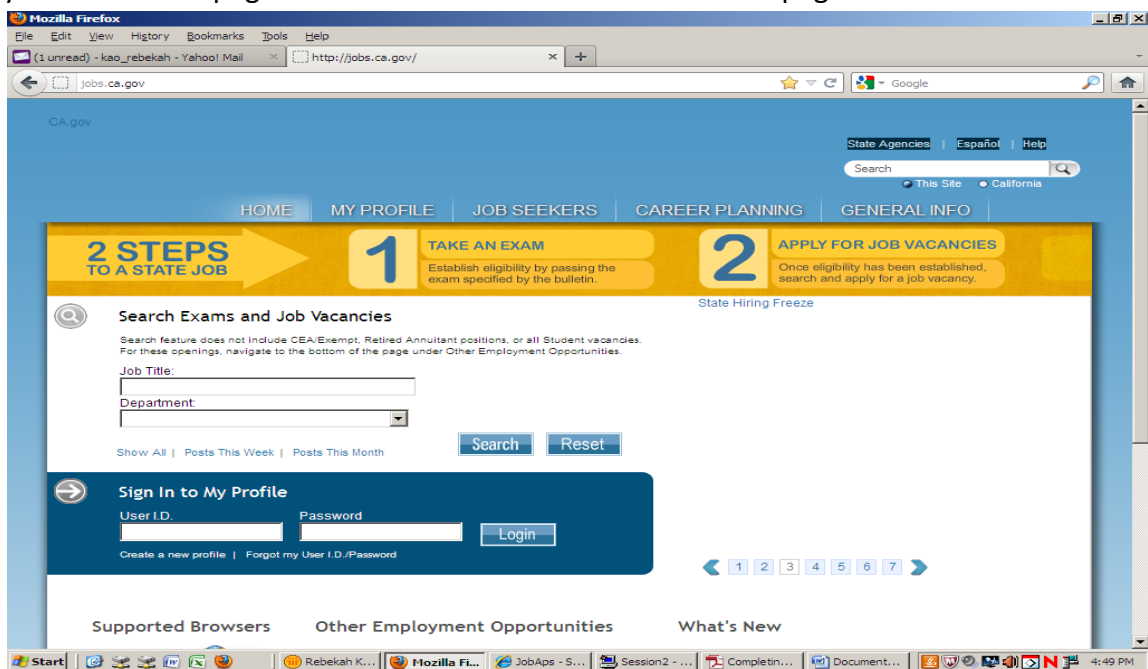 Mozilla Firefox
File Edit View History Bookmarks Tools Help
(1 unread) - kao_rebekah - Yahoo! Mail × http://jobs.ca.gov/ × +
jobs.ca.gov Google
CA.gov
State Agencies | Español | Help
Search
This Site California
HOME MY PROFILE JOB SEEKERS CAREER PLANNING GENERAL INFO
2 STEPS TO A STATE JOB
1 TAKE AN EXAM
Establish eligibility by passing the
exam specified by the bulletin.
2 APPLY FOR JOB VACANCIES
Once eligibility has been established,
search and apply for a job vacancy.
State Hiring Freeze
Search Exams and Job Vacancies
Search feature does not include CEA/Exempt, Retired Annuitant positions, or all Student vacancies.
For these openings, navigate to the bottom of the page under Other Employment Opportunities.
Job Title:
Department:
Search Reset
Show All | Posts This Week | Posts This Month
Sign In to My Profile
User I.D. Password
Login
Create a new profile | Forgot my User I.D./Password
1 2 3 4 5 6 7
Supported Browsers Other Employment Opportunities What's New
Start Rebekah K... Mozilla Fi... JobAps - S... Session2 - ... Completin... Document... 4:49 PM